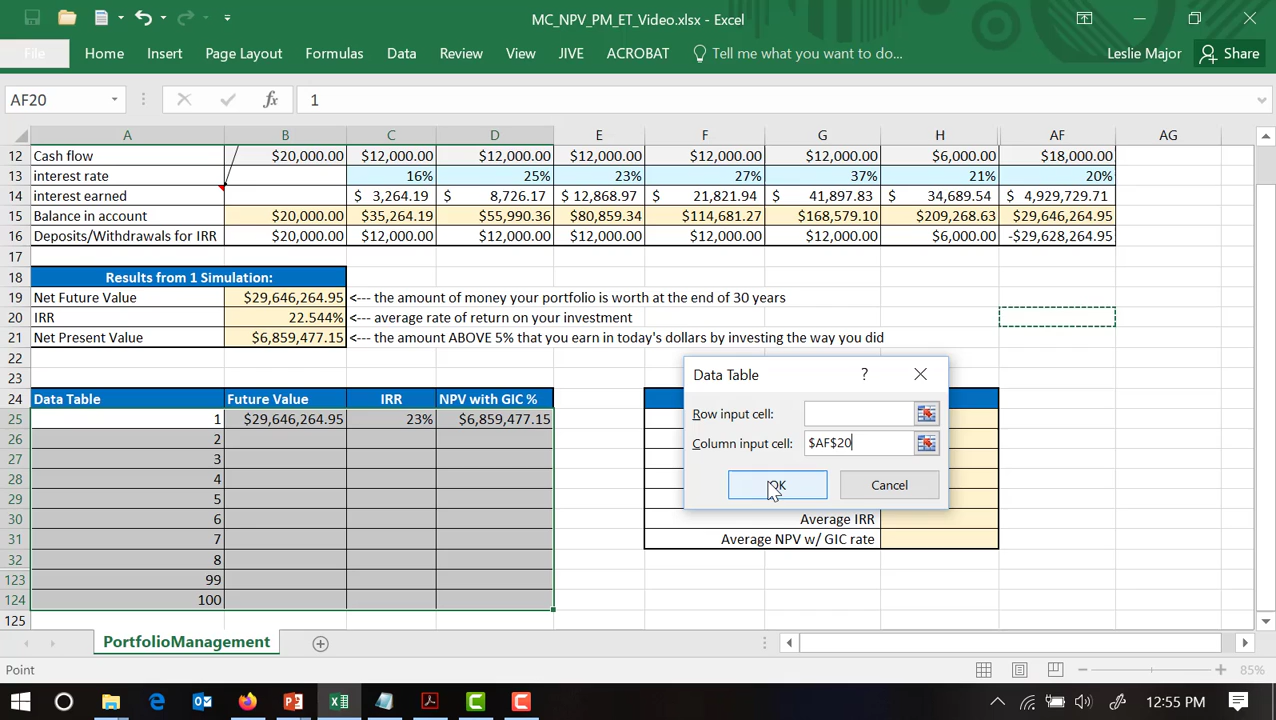 MC_NPV_PM_ET_Video.xlsx - Excel
File Home Insert Page Layout Formulas Data Review View JIVE ACROBAT Tell me what you want to do... Leslie Major Share
AF20 fx 1
A B C D E F G H AF AG
12 Cash flow $20,000.00 $12,000.00 $12,000.00 $12,000.00 $12,000.00 $12,000.00 $6,000.00 $18,000.00
13 interest rate 16% 25% 23% 27% 37% 21% 20%
14 interest earned $ 3,264.19 $ 8,726.17 $ 12,868.97 $ 21,821.94 $ 41,897.83 $ 34,689.54 $ 4,929,729.71
15 Balance in account $20,000.00 $35,264.19 $55,990.36 $80,859.34 $114,681.27 $168,579.10 $209,268.63 $29,646,264.95
16 Deposits/Withdrawals for IRR $20,000.00 $12,000.00 $12,000.00 $12,000.00 $12,000.00 $12,000.00 $6,000.00 -$29,628,264.95
17
18 Results from 1 Simulation:
19 Net Future Value $29,646,264.95 <--- the amount of money your portfolio is worth at the end of 30 years
20 IRR 22.544% <--- average rate of return on your investment
21 Net Present Value $6,859,477.15 <--- the amount ABOVE 5% that you earn in today's dollars by investing the way you did
22
23
24 Data Table Future Value IRR NPV with GIC %
25 1 $29,646,264.95 23% $6,859,477.15
26 2
27 3
28 4
29 5
30 6 Average IRR
31 7 Average NPV w/ GIC rate
32 8
123 99
124 100
125
Data Table ?
Row input cell:
Column input cell: $AF$20
OK Cancel
PortfolioManagement
Point 85%
12:55 PM